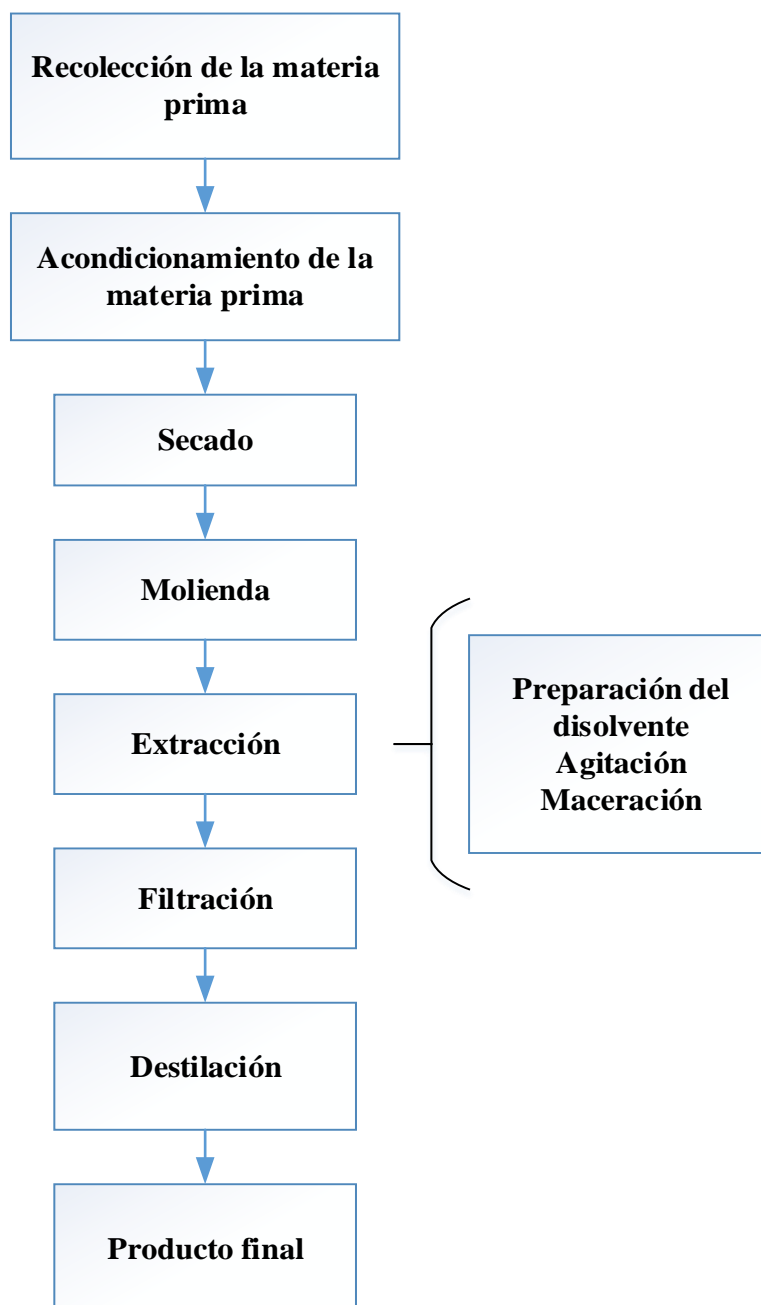 Recolección de la materia
prima
Acondicionamiento de la
materia prima
Secado
Molienda
Extracción
Preparación del
disolvente
Agitación
Maceración
Filtración
Destilación
Producto final